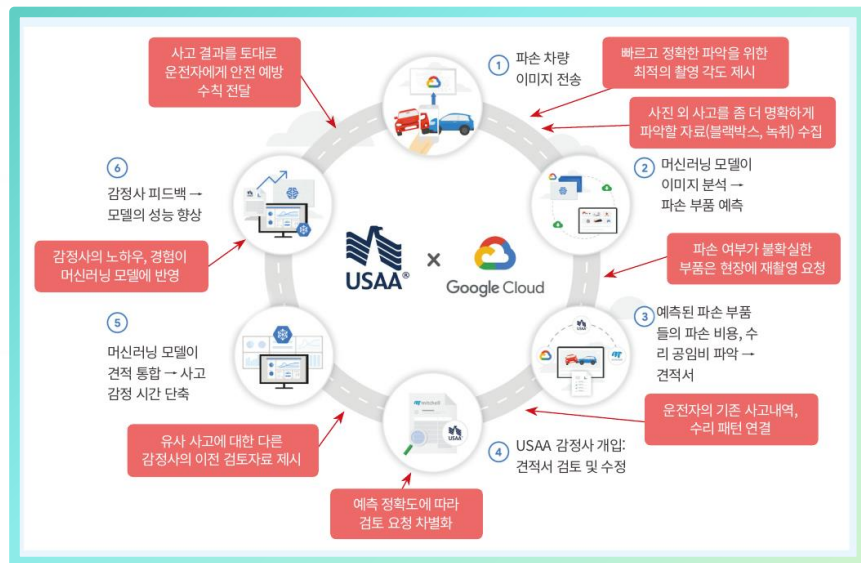 사고 결과를 토대로
운전자에게 안전 예방
수칙 전달
1
파손 차량
이미지 전송
빠르고 정확한 파악을 위한
최적의 촬영 각도 제시
사진 외 사고를 좀 더 명확하게
파악할 자료(블랙박스, 녹취) 수집
6
감정사 피드백 →
모델의 성능 향상
2
머신러닝 모델이
이미지 분석 →
파손 부품 예측
감정사의 노하우, 경험이
머신러닝 모델에 반영
USAA®
x
Google Cloud
파손 여부가 불확실한
부품은 현장에 재촬영 요청
5
머신러닝 모델이
견적 통합 → 사고
감정 시간 단축
3
예측된 파손 부품
들의 파손 비용, 수
리 공임비 파악 →
견적서
USAA
유사 사고에 대한 다른
감정사의 이전 검토자료 제시
USAA
4
USAA 감정사 개입:
견적서 검토 및 수정
운전자의 기존 사고내역,
수리 패턴 연결
예측 정확도에 따라
검토 요청 차별화